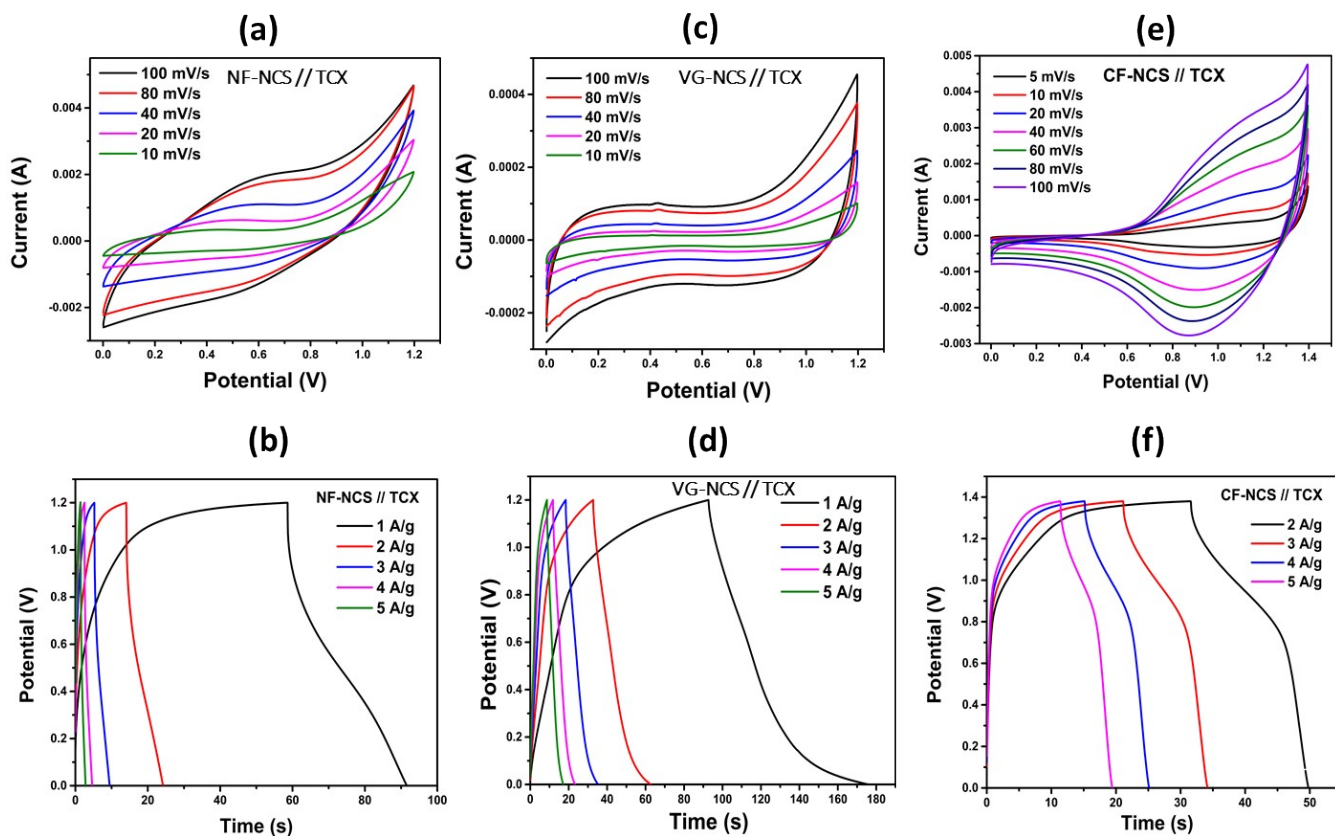 (a)
NF-NCS // TCX
100 mV/s
80 mV/s
40 mV/s
20 mV/s
10 mV/s
Current (A)
0.004
0.002
0.000
-0.002
0.0 0.2 0.4 0.6 0.8 1.0 1.2
Potential (V)
(c)
VG-NCS // TCX
100 mV/s
80 mV/s
40 mV/s
20 mV/s
10 mV/s
Current (A)
0.0004
0.0002
0.0000
-0.0002
0.0 0.2 0.4 0.6 0.8 1.0 1.2
Potential (V)
(e)
CF-NCS // TCX
5 mV/s
10 mV/s
20 mV/s
40 mV/s
60 mV/s
80 mV/s
100 mV/s
Current (A)
0.005
0.004
0.003
0.002
0.001
0.000
-0.001
-0.002
-0.003
0.0 0.2 0.4 0.6 0.8 1.0 1.2 1.4
Potential (V)
(b)
NF-NCS // TCX
1 A/g
2 A/g
3 A/g
4 A/g
5 A/g
Potential (V)
1.2
1.0
0.8
0.6
0.4
0.2
0.0
0 20 40 60 80 100
Time (s)
(d)
VG-NCS // TCX
1 A/g
2 A/g
3 A/g
4 A/g
5 A/g
Potential (V)
1.2
1.0
0.8
0.6
0.4
0.2
0.0
0 20 40 60 80 100 120 140 160 180
Time (s)
(f)
CF-NCS // TCX
2 A/g
3 A/g
4 A/g
5 A/g
Potential (V)
1.4
1.2
1.0
0.8
0.6
0.4
0.2
0.0
0 10 20 30 40 50
Time (s)